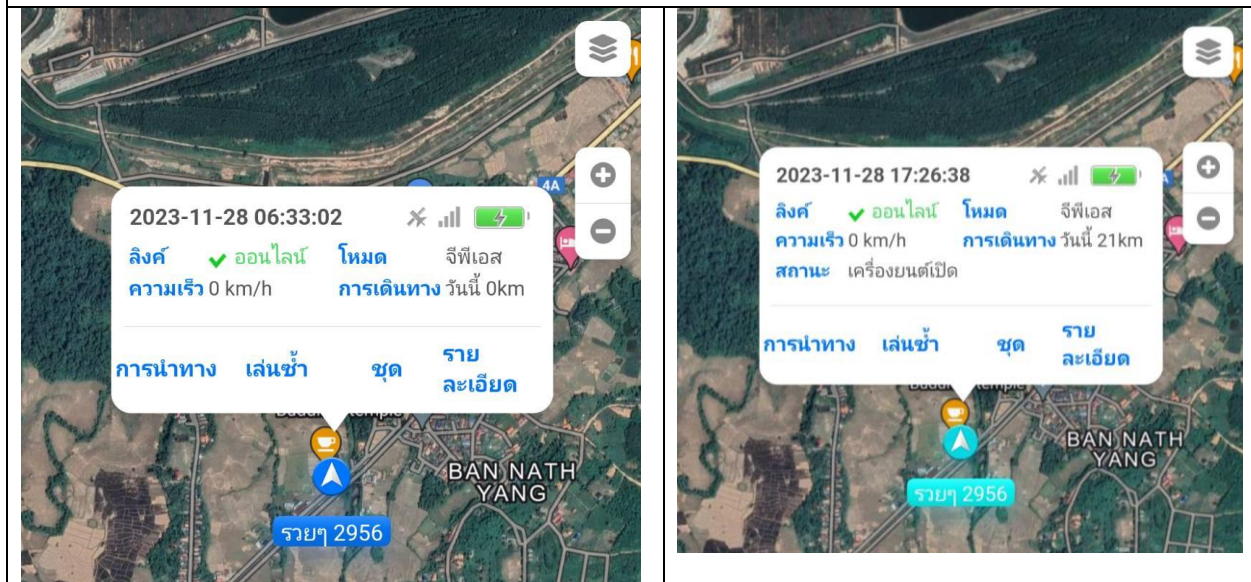 4A
2023-11-28 06:33:02
ลิงค์ ออนไลน์ โหมด จีพีเอส
ความเร็ว 0 km/h การเดินทาง วันนี้ 0km
การนำทาง เล่นซ้ำ ชุด ราย
ละเอียด
BAN NATH
YANG
รวยๆ 2956
2023-11-28 17:26:38
ลิงค์ ออนไลน์ โหมด จีพีเอส
ความเร็ว 0 km/h การเดินทาง วันนี้ 21km
สถานะ เครื่องยนต์เปิด
การนำทาง เล่นซ้ำ ชุด ราย
ละเอียด
BAN NATH
YANG
รวยๆ 2956